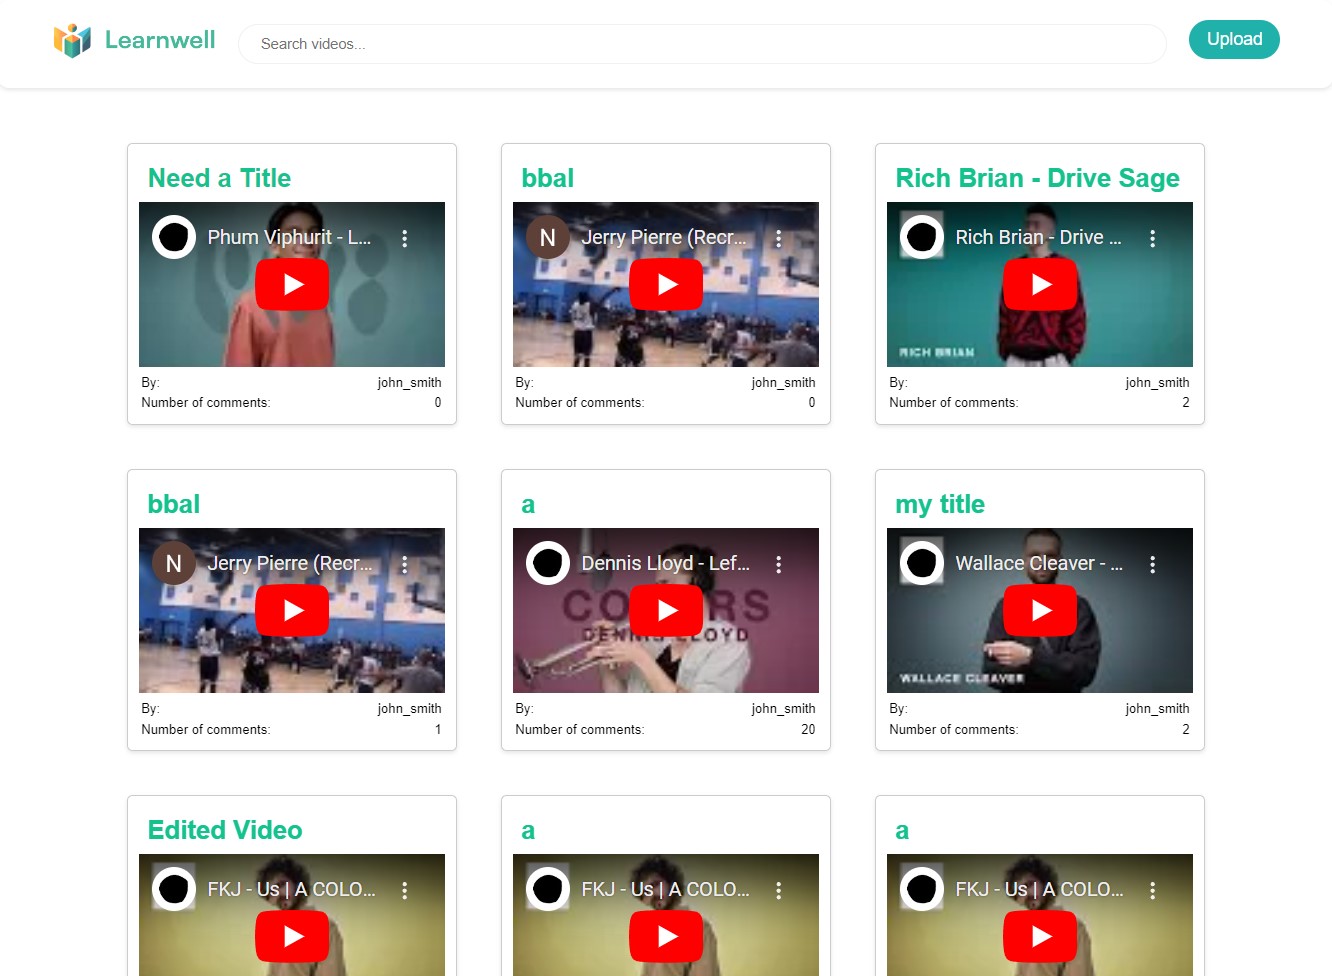 Learnwell
Search videos...
Upload
Need a Title
Phum Viphurit - L...
By: john_smith
Number of comments: 0
bbal
N
Jerry Pierre (Recr...
By: john_smith
Number of comments: 0
Rich Brian - Drive Sage
Rich Brian - Drive ...
RICH BRIAN
By: john_smith
Number of comments: 2
bbal
N
Jerry Pierre (Recr...
By: john_smith
Number of comments: 1
a
Dennis Lloyd - Lef...
DENNIS LLOYD
By: john_smith
Number of comments: 20
my title
Wallace Cleaver - ...
WALLACE CLEAVER
By: john_smith
Number of comments: 2
Edited Video
FKJ - Us | A COLO...
a
FKJ - Us | A COLO...
a
FKJ - Us | A COLO...